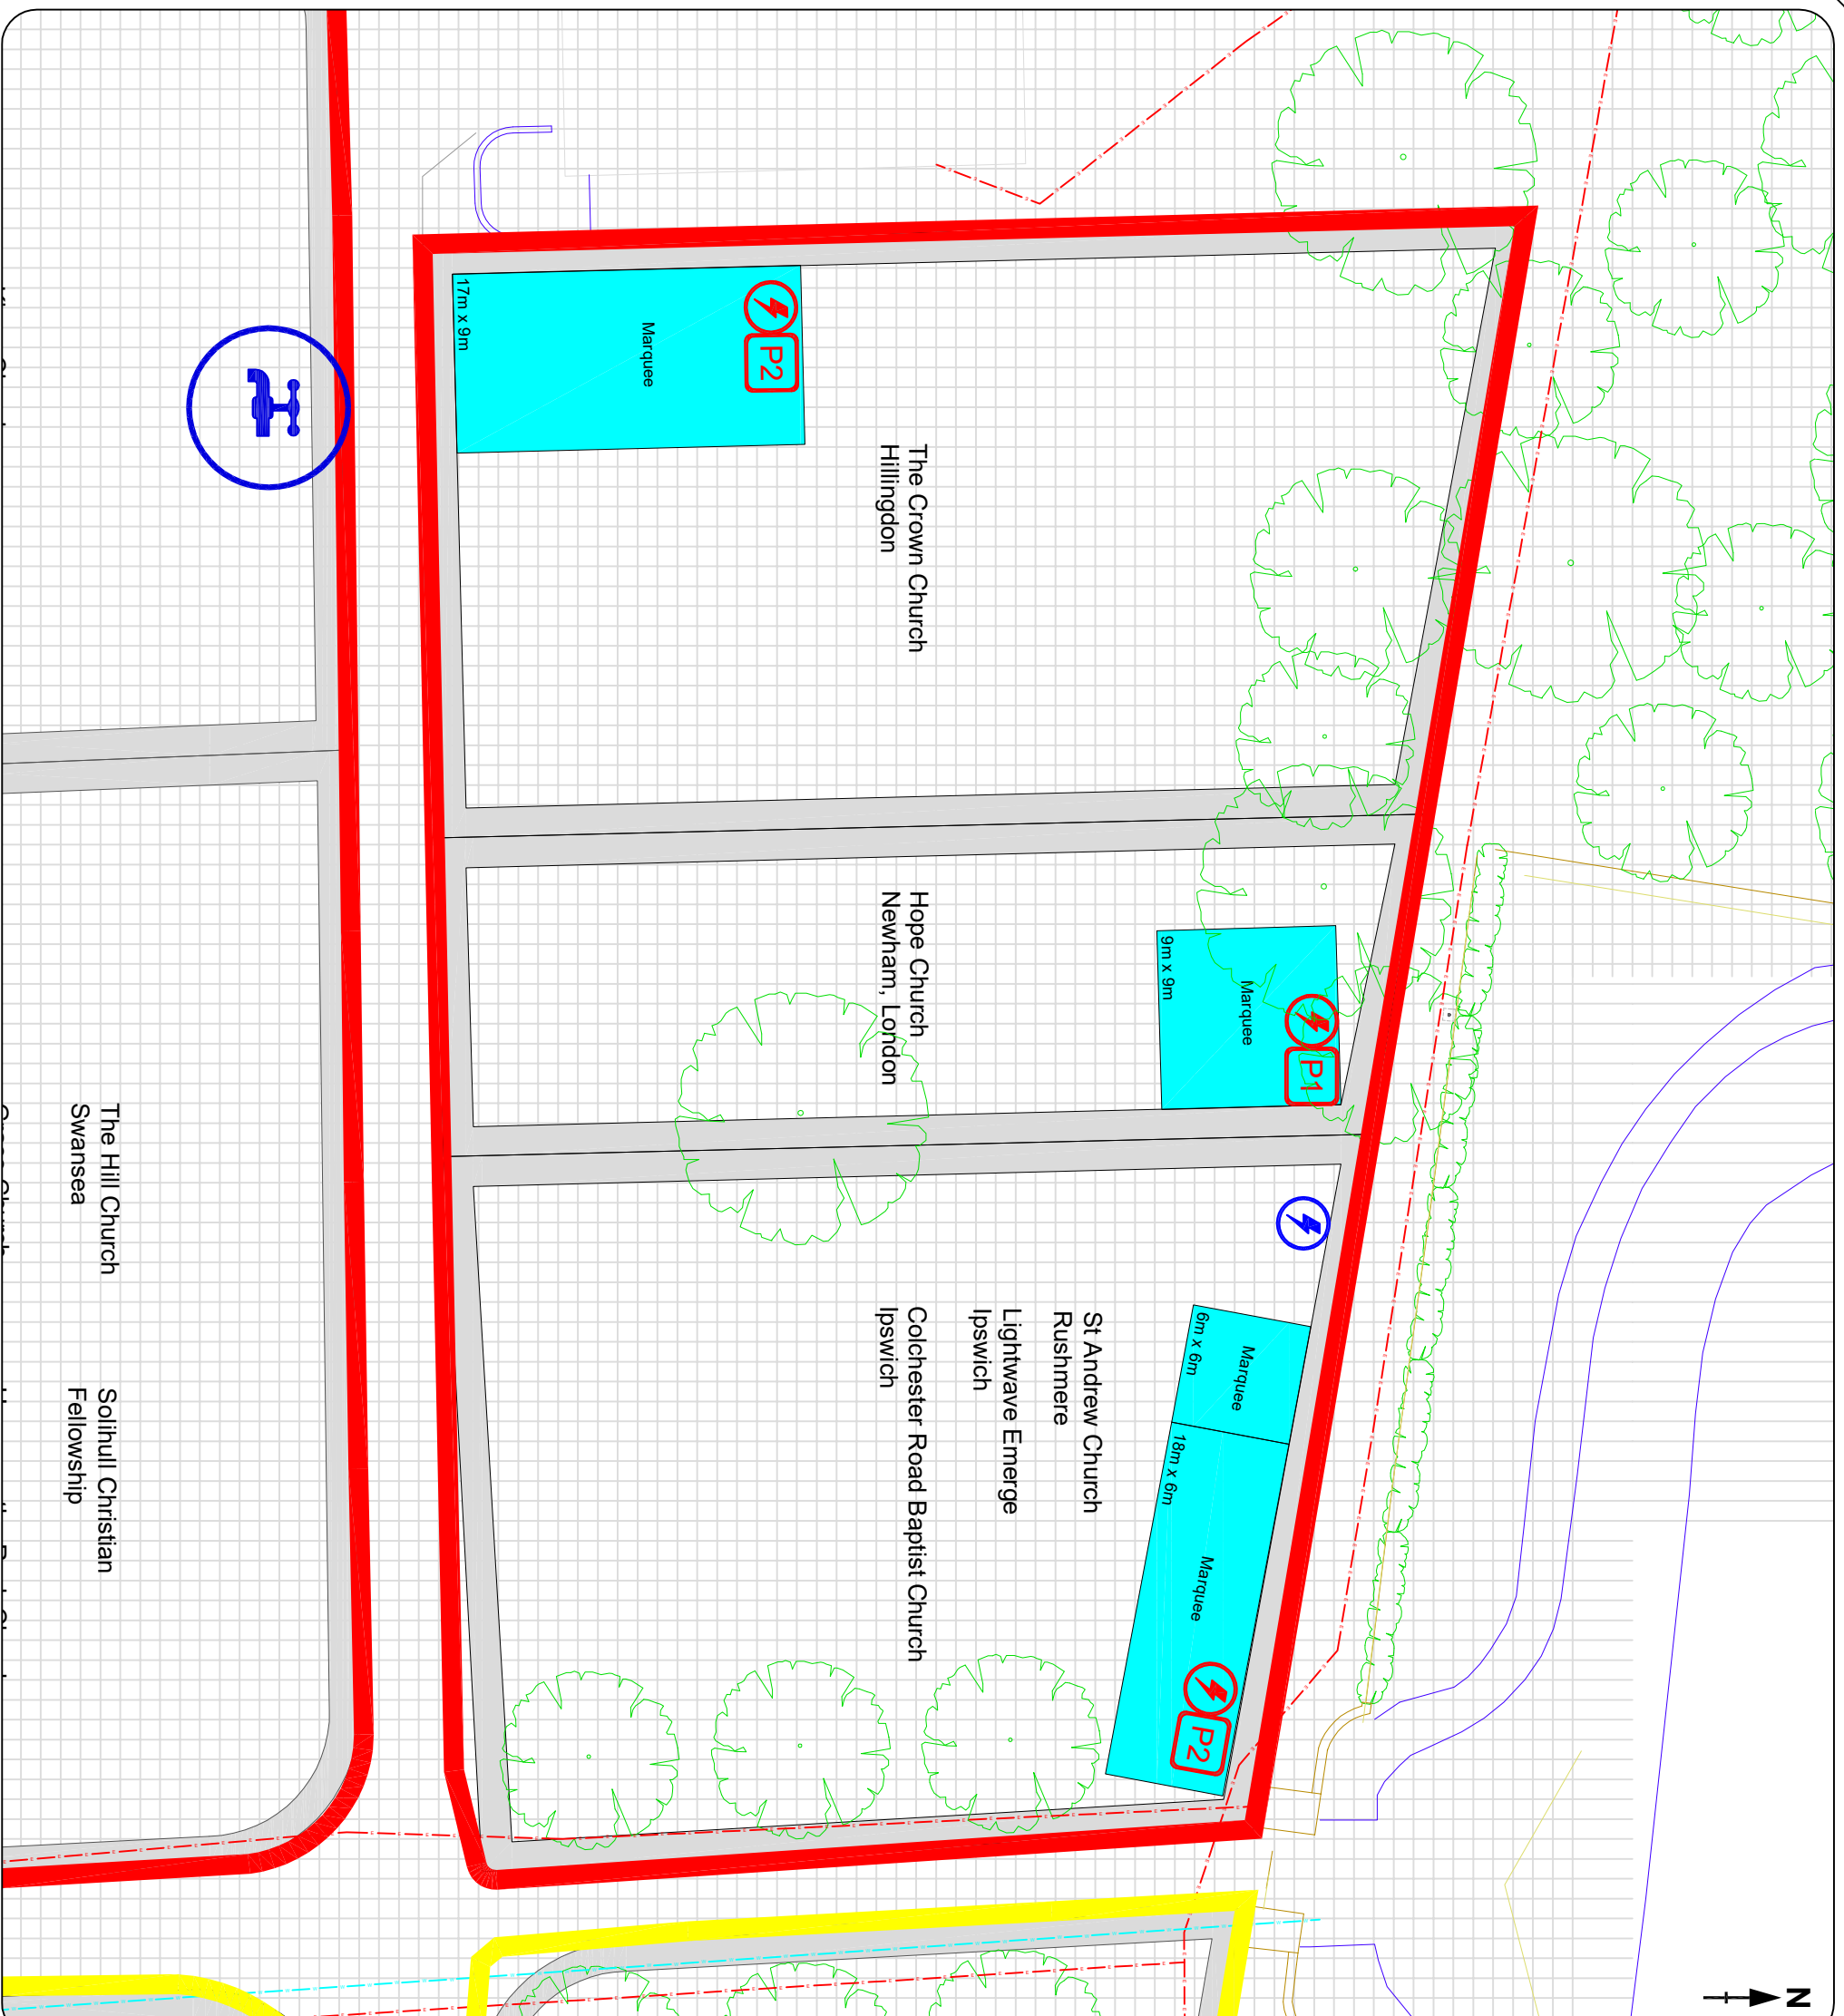 17m x 9m
Marquee
P2
The Crown Church
Hillingdon
Hope Church
Newham, London
9m x 9m
Marquee
P1
St Andrew Church
Rushmere
Lightwave Emerge
Ipswich
Colchester Road Baptist Church
Ipswich
6m x 6m
Marquee
18m x 6m
Marquee
P2
The Hill Church
Swansea
Solihull Christian
Fellowship
N